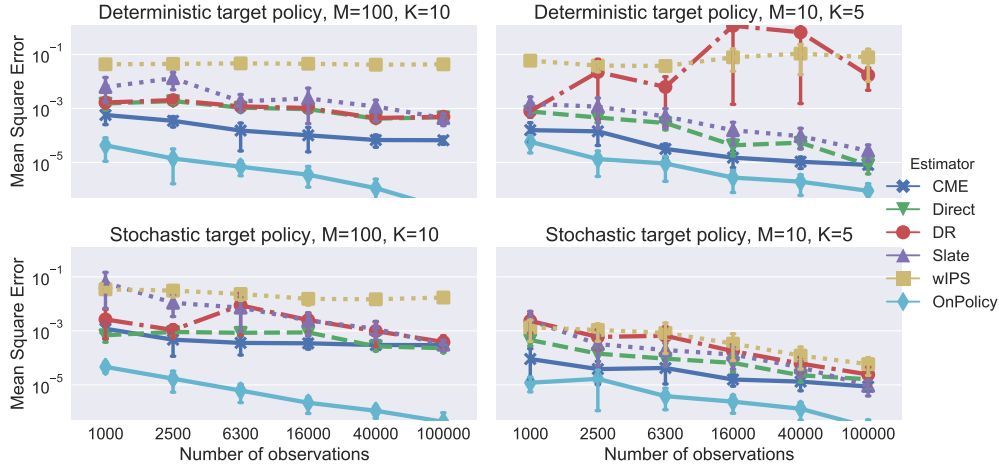 Deterministic target policy, M=100, K=10
Deterministic target policy, M=10, K=5
Mean Square Error
10⁻¹
10⁻³
10⁻⁵
Stochastic target policy, M=100, K=10
Stochastic target policy, M=10, K=5
Mean Square Error
10⁻¹
10⁻³
10⁻⁵
1000 2500 6300 16000 40000 100000
Number of observations
1000 2500 6300 16000 40000 100000
Number of observations
Estimator
CME
Direct
DR
Slate
wIPS
OnPolicy